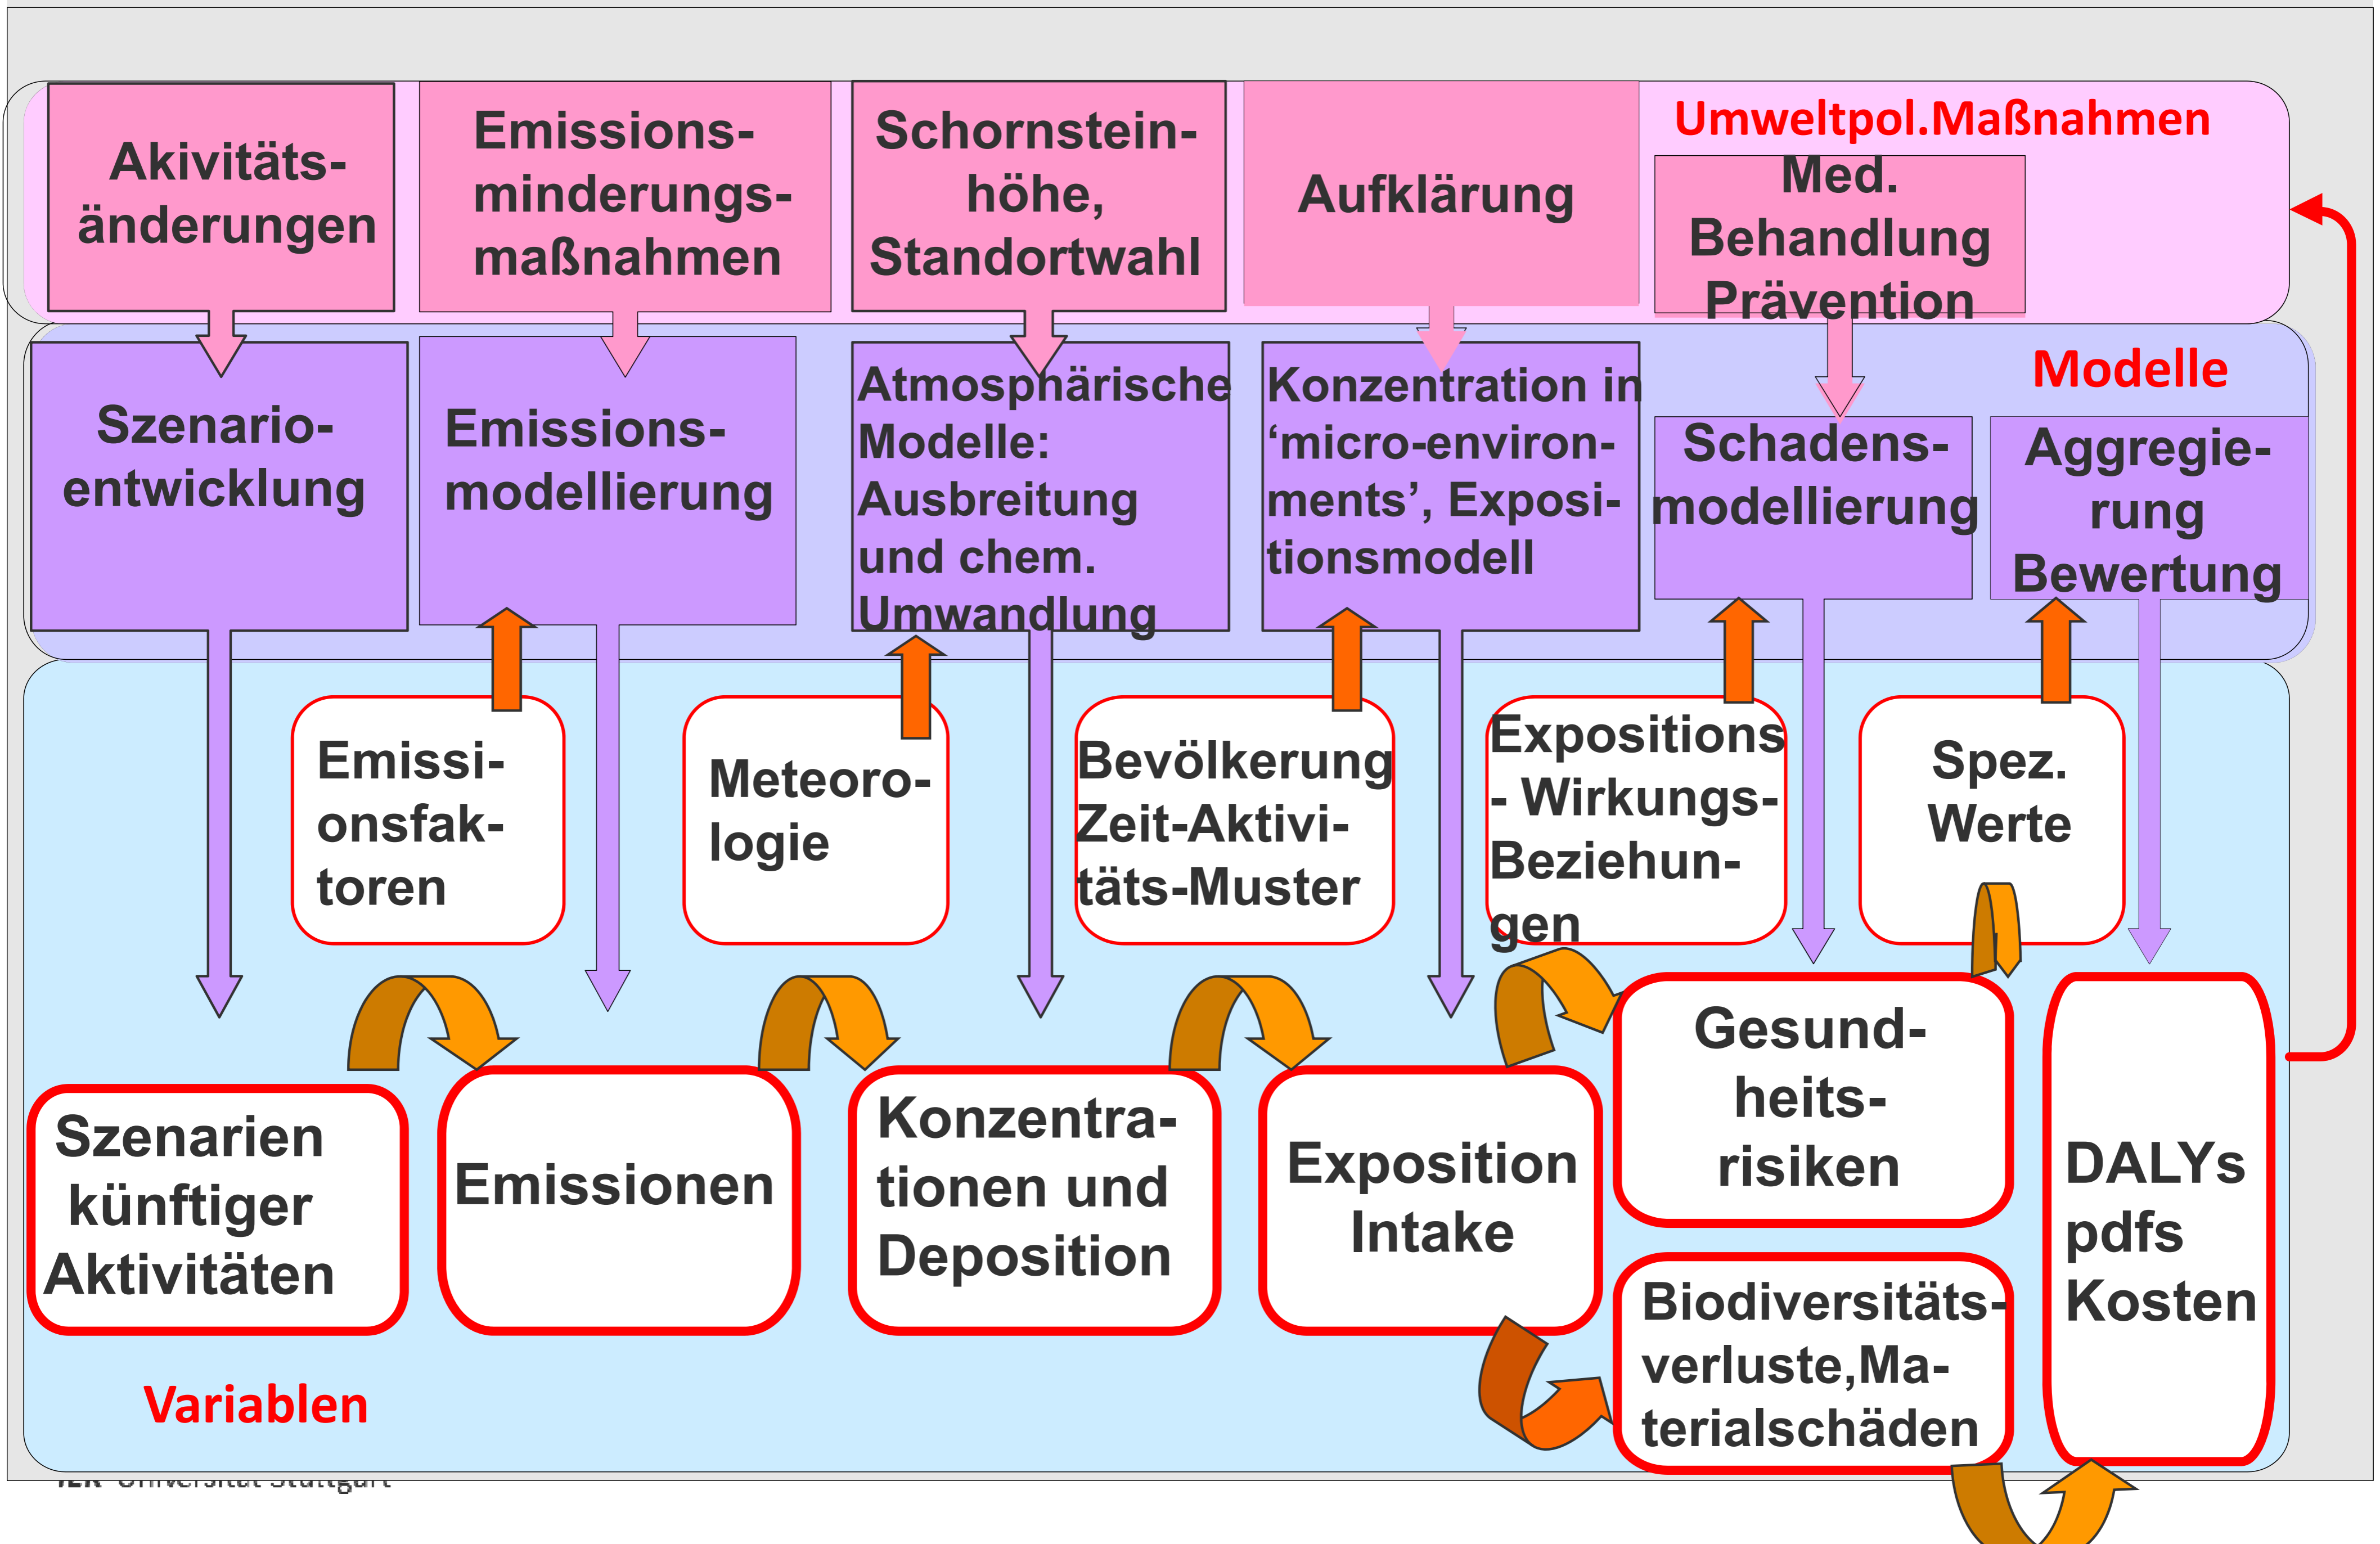 Akivitäts-
änderungen
Emissions-
minderungs-
maßnahmen
Schornstein-
höhe,
Standortwahl
Aufklärung
Umweltpol.Maßnahmen
Med.
Behandlung
Prävention
Szenario-
entwicklung
Emissions-
modellierung
Atmosphärische
Modelle:
Ausbreitung
und chem.
Umwandlung
Konzentration in
‘micro-environ-
ments’, Exposi-
tionsmodell
Modelle
Schadens-
modellierung
Aggregie-
rung
Bewertung
Emissi-
onsfak-
toren
Meteoro-
logie
Bevölkerung
Zeit-Aktivi-
täts-Muster
Expositions
- Wirkungs-
Beziehun-
gen
Spez.
Werte
Szenarien
künftiger
Aktivitäten
Emissionen
Konzentra-
tionen und
Deposition
Exposition
Intake
Gesund-
heits-
risiken
Biodiversitäts-
verluste,Ma-
terialschäden
DALYs
pdfs
Kosten
Variablen
IER Universität Stuttgart